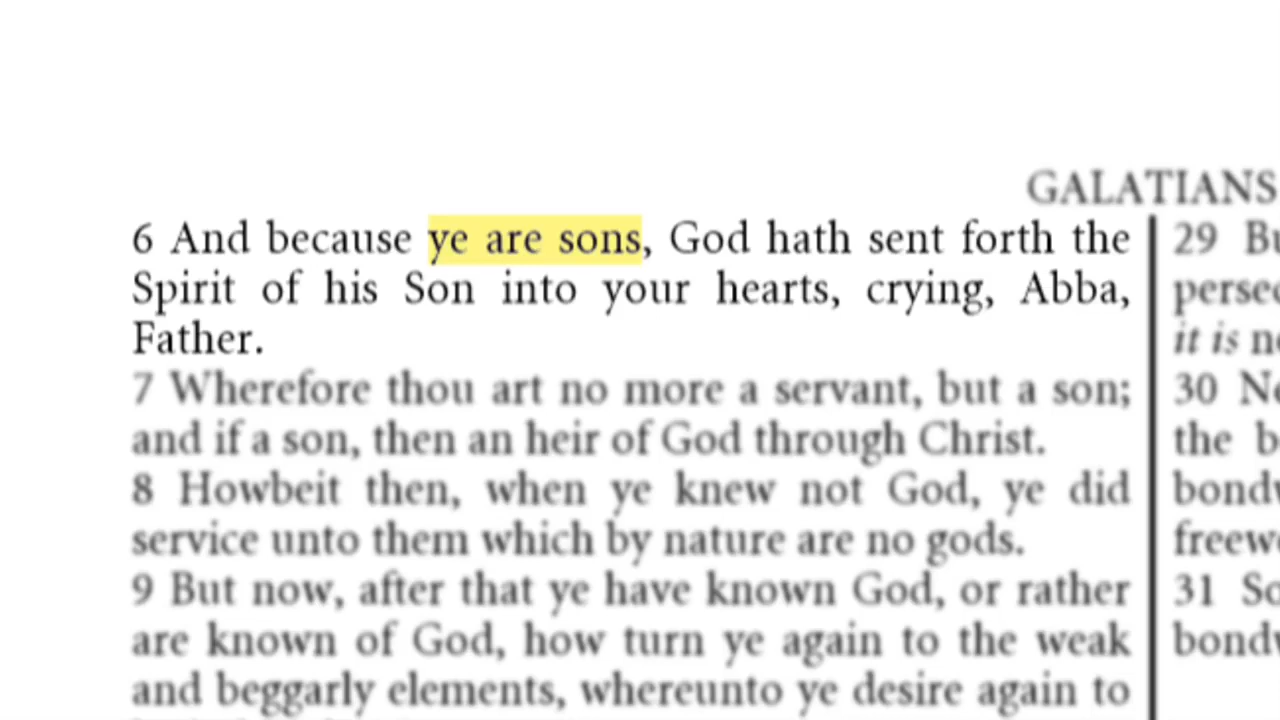 GALATIANS
6 And because ye are sons, God hath sent forth the
Spirit of his Son into your hearts, crying, Abba,
Father.
7 Wherefore thou art no more a servant, but a son;
and if a son, then an heir of God through Christ.
8 Howbeit then, when ye knew not God, ye did
service unto them which by nature are no gods.
9 But now, after that ye have known God, or rather
are known of God, how turn ye again to the weak
and beggarly elements, whereunto ye desire again to
29
it is
30
the
31